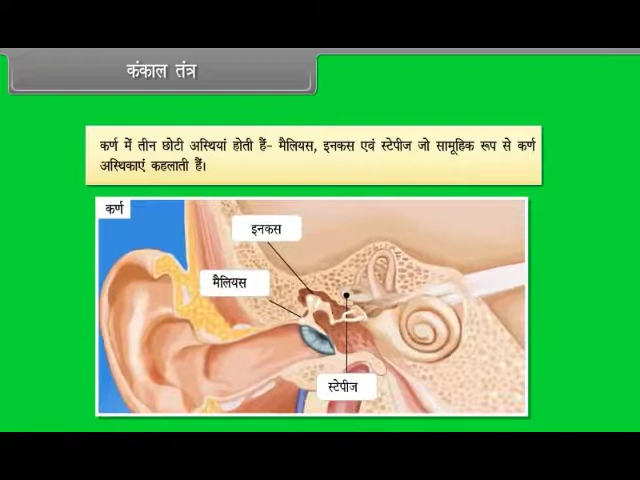 कंकाल तंत्र
कर्ण में तीन छोटी अस्थियां होती हैं- मैलियस, इनकस एवं स्टेपीज जो सामूहिक रूप से कर्ण
अस्थिकाएं कहलाती हैं।
कर्ण
इनकस
मैलियस
स्टेपीज